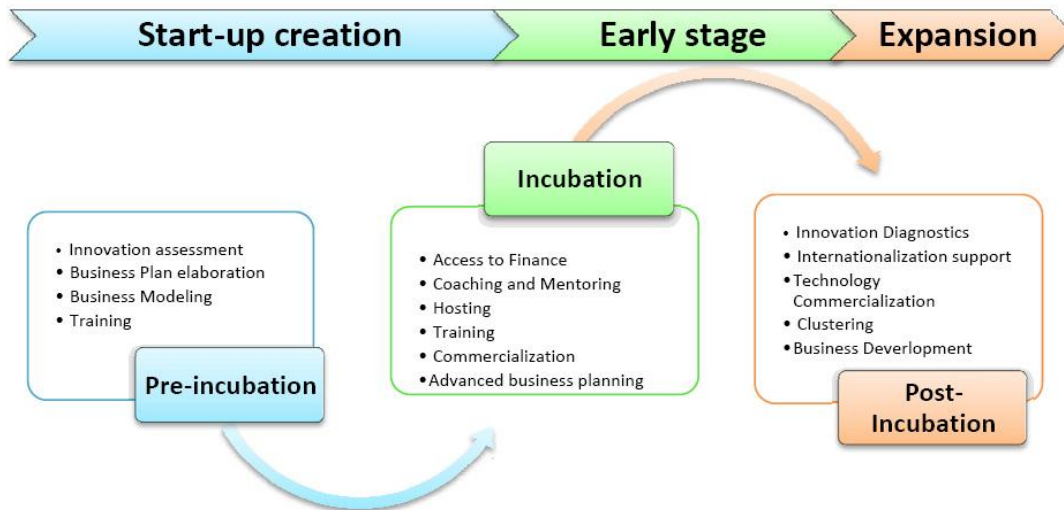 Start-up creation
Early stage
Expansion
• Innovation assessment
• Business Plan elaboration
• Business Modeling
• Training
Pre-incubation
Incubation
• Access to Finance
• Coaching and Mentoring
• Hosting
• Training
• Commercialization
• Advanced business planning
• Innovation Diagnostics
• Internationalization support
• Technology
Commercialization
• Clustering
• Business Deverlopment
Post-
Incubation